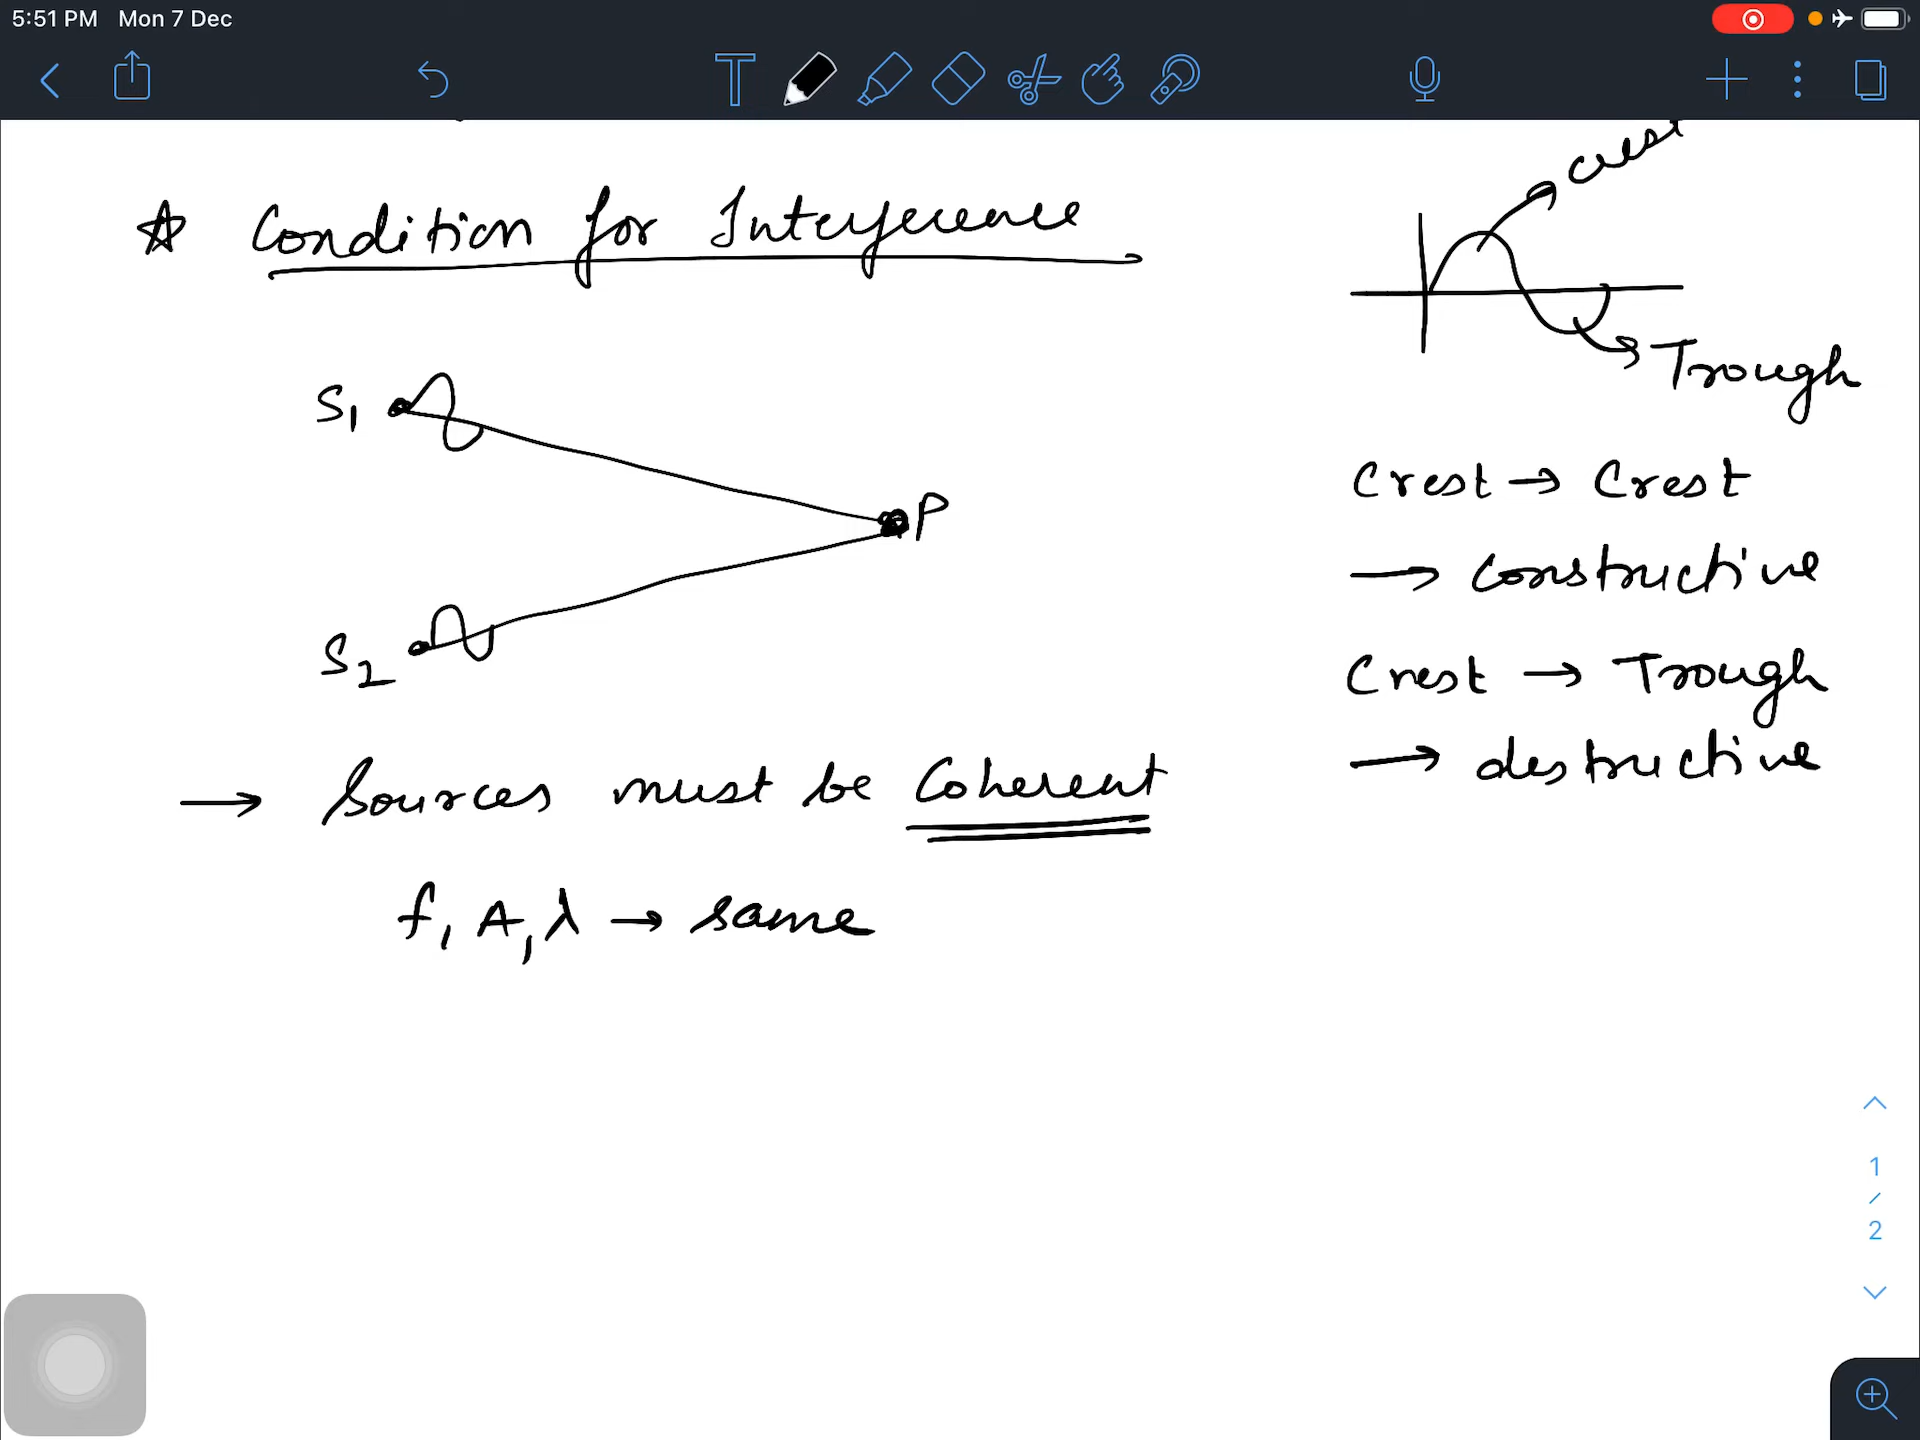 5:51 PM Mon 7 Dec
T
☆ Condition for Interference
Crest
Trough
S1
P
S2
Crest → Crest
→ constructive
Crest → Trough
→ destructive
→ Sources must be Coherent
f, A, λ → same
1
/
2